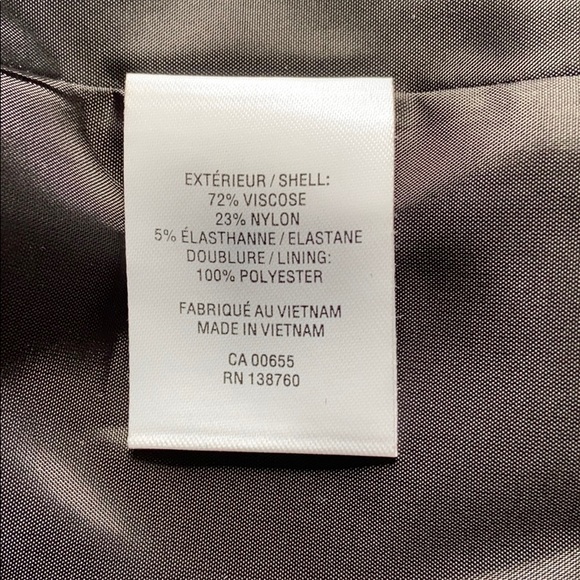 EXTÉRIEUR / SHELL:
72% VISCOSE
23% NYLON
5% ÉLASTHANNE / ELASTANE
DOUBLURE / LINING:
100% POLYESTER
FABRIQUÉ AU VIETNAM
MADE IN VIETNAM
CA 00655
RN 138760